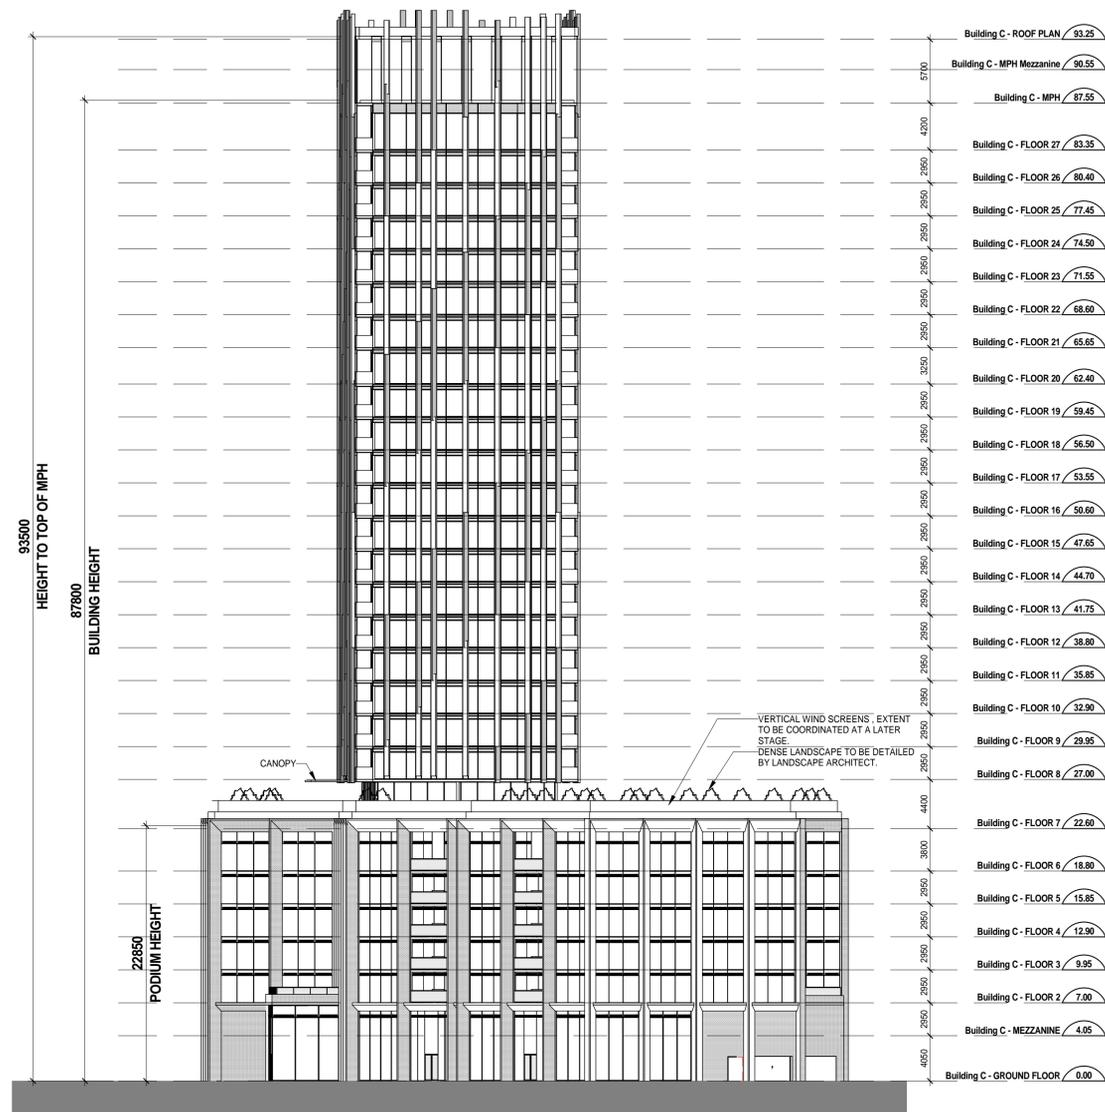 Building C - ROOF PLAN 93.25
Building C - MPH Mezzanine 90.55
5700
Building C - MPH 87.55
4200
Building C - FLOOR 27 83.35
2950
Building C - FLOOR 26 80.40
2950
Building C - FLOOR 25 77.45
2950
Building C - FLOOR 24 74.50
2950
Building C - FLOOR 23 71.55
2950
Building C - FLOOR 22 68.60
2950
Building C - FLOOR 21 65.65
3250
Building C - FLOOR 20 62.40
2950
Building C - FLOOR 19 59.45
2950
Building C - FLOOR 18 56.50
2950
Building C - FLOOR 17 53.55
2950
Building C - FLOOR 16 50.60
2950
Building C - FLOOR 15 47.65
2950
Building C - FLOOR 14 44.70
2950
Building C - FLOOR 13 41.75
2950
Building C - FLOOR 12 38.80
2950
Building C - FLOOR 11 35.85
2950
Building C - FLOOR 10 32.90
2950
Building C - FLOOR 9 29.95
2950
Building C - FLOOR 8 27.00
4400
Building C - FLOOR 7 22.60
3800
Building C - FLOOR 6 18.80
2950
Building C - FLOOR 5 15.85
2950
Building C - FLOOR 4 12.90
2950
Building C - FLOOR 3 9.95
2950
Building C - FLOOR 2 7.00
2950
Building C - MEZZANINE 4.05
4050
Building C - GROUND FLOOR 0.00
93500
HEIGHT TO TOP OF MPH
87800
BUILDING HEIGHT
22850
PODIUM HEIGHT
CANOPY
VERTICAL WIND SCREENS , EXTENT
TO BE COORDINATED AT A LATER
STAGE.
DENSE LANDSCAPE TO BE DETAILED
BY LANDSCAPE ARCHITECT.